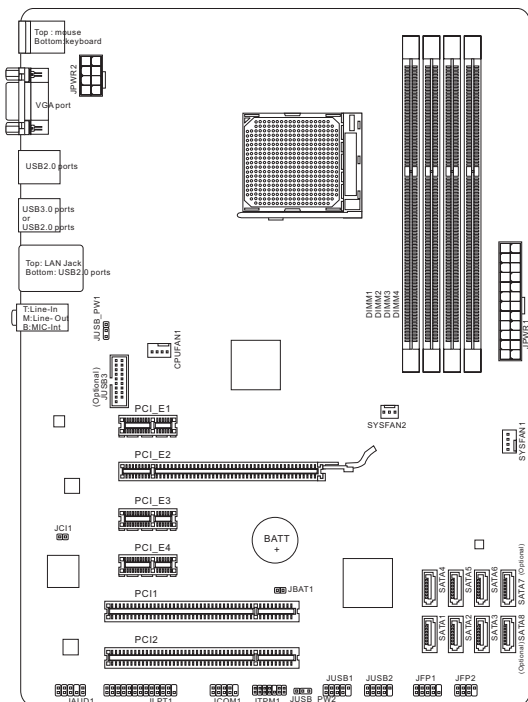 Top : mouse
Bottom: keyboard
JPWR2
VGA port
USB2.0 ports
USB3.0 ports
or
USB2.0 ports
Top: LAN Jack
Bottom: USB2.0 ports
T:Line-In
M:Line-Out
B:MIC-Int
JUSB_PW1
CPUFAN1
(Optional)
JUSB3
DIMM1
DIMM2
DIMM3
DIMM4
JPWR1
SYSFAN2
SYSFAN1
PCI_E1
PCI_E2
PCI_E3
JCI1
PCI_E4
BATT
+
JBAT1
PCI1
PCI2
SATA4
SATA5
SATA6
SATA7 (Optional)
SATA1
SATA2
SATA3
(Optional)SATA8
JAUD1
JLPT1
JCOM1
JTPM1
JUSB_PW2
JUSB1
JUSB2
JFP1
JFP2